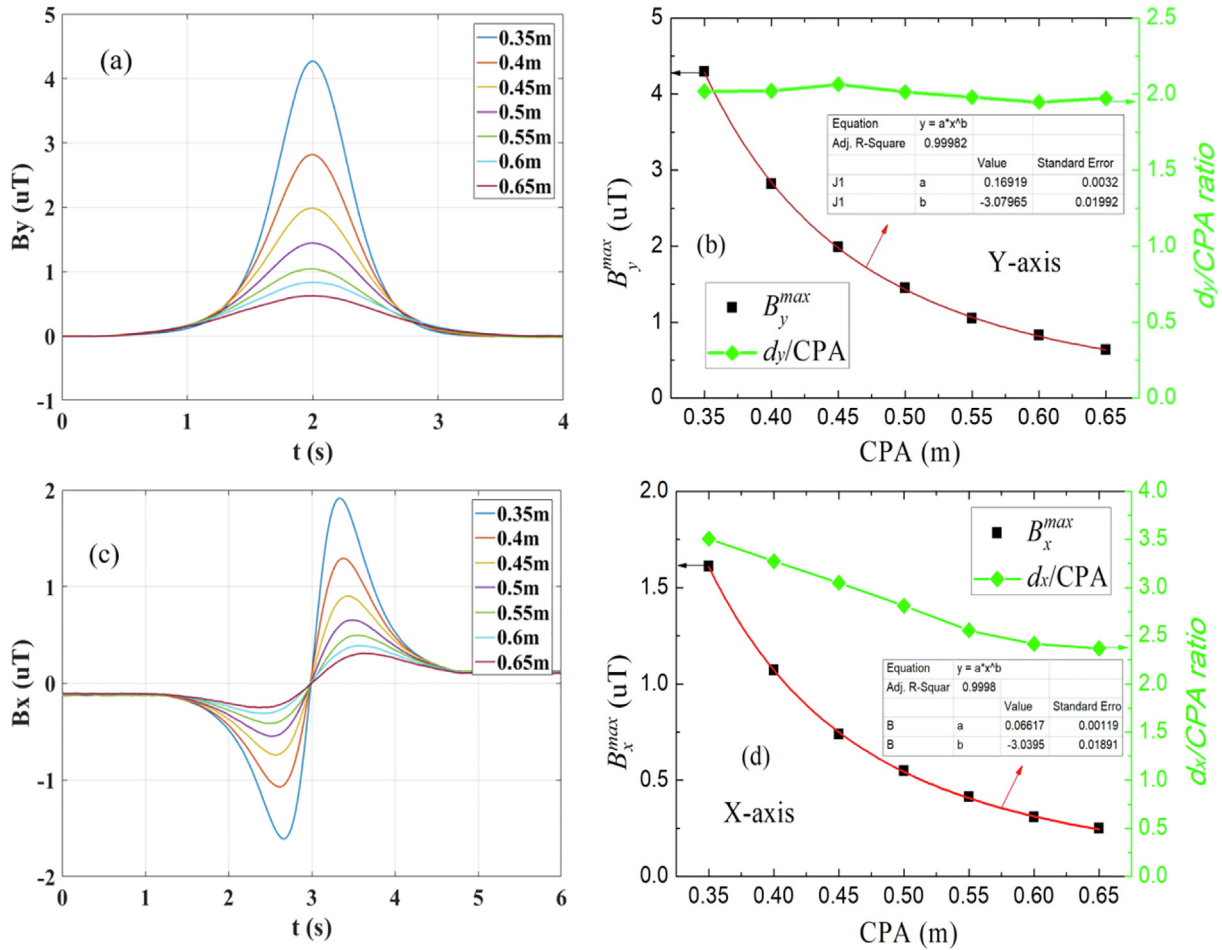 (a)
0.35m
0.4m
0.45m
0.5m
0.55m
0.6m
0.65m
By (uT)
5
4
3
2
1
0
-1
0 1 2 3 4
t (s)
(b)
Equation y = a*x^b
Adj. R-Square 0.99982
Value Standard Error
J1 a 0.16919 0.0032
J1 b -3.07965 0.01992
Y-axis
B_y^max
dy/CPA
B_y^max (uT)
5
4
3
2
1
0
0.35 0.40 0.45 0.50 0.55 0.60 0.65
CPA (m)
2.5
2.0
1.5
1.0
0.5
0.0
dy/CPA ratio
(c)
0.35m
0.4m
0.45m
0.5m
0.55m
0.6m
0.65m
Bx (uT)
2
1
0
-1
-2
0 1 2 3 4 5 6
t (s)
B_x^max
dx/CPA
Equation y = a*x^b
Adj. R-Squar 0.9998
Value Standard Erro
B a 0.06617 0.00119
B b -3.0395 0.01891
(d)
X-axis
B_x^max (uT)
2.0
1.5
1.0
0.5
0.0
0.35 0.40 0.45 0.50 0.55 0.60 0.65
CPA (m)
4.0
3.5
3.0
2.5
2.0
1.5
1.0
0.5
0.0
dx/CPA ratio